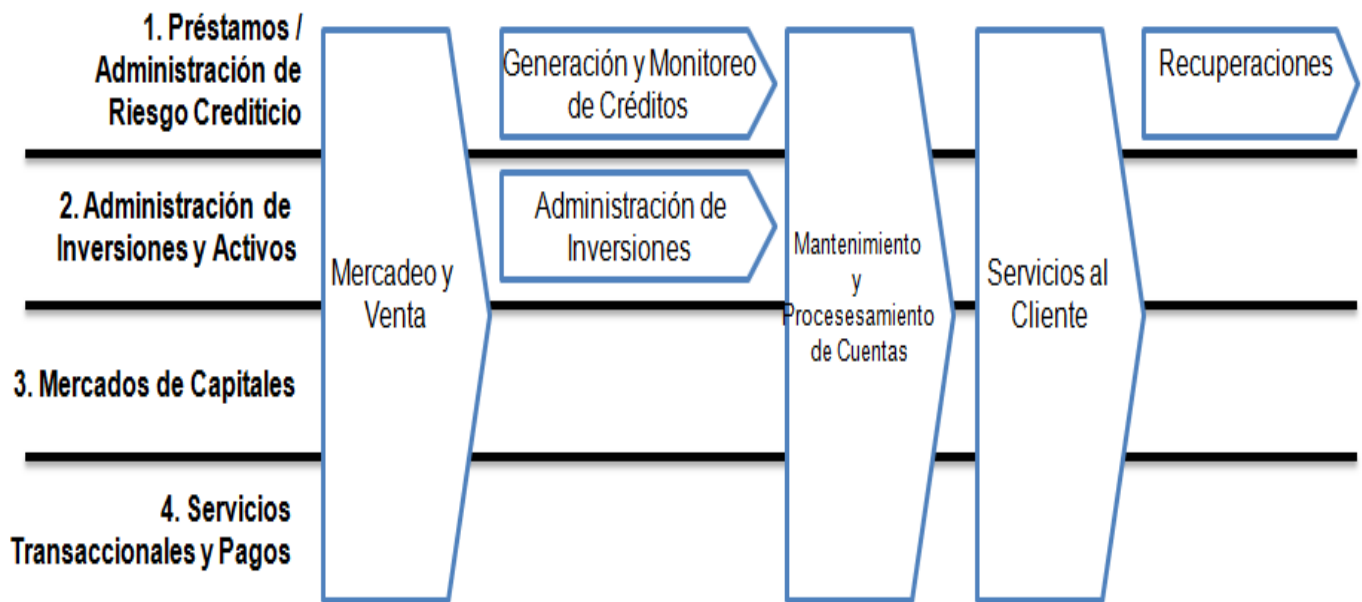 1. Préstamos /
Administración de
Riesgo Crediticio
2. Administración de
Inversiones y Activos
3. Mercados de Capitales
4. Servicios
Transaccionales y Pagos
Mercadeo y
Venta
Generación y Monitoreo
de Créditos
Administración de
Inversiones
Mantenimiento
y
Procesesamiento
de Cuentas
Servicios al
Cliente
Recuperaciones